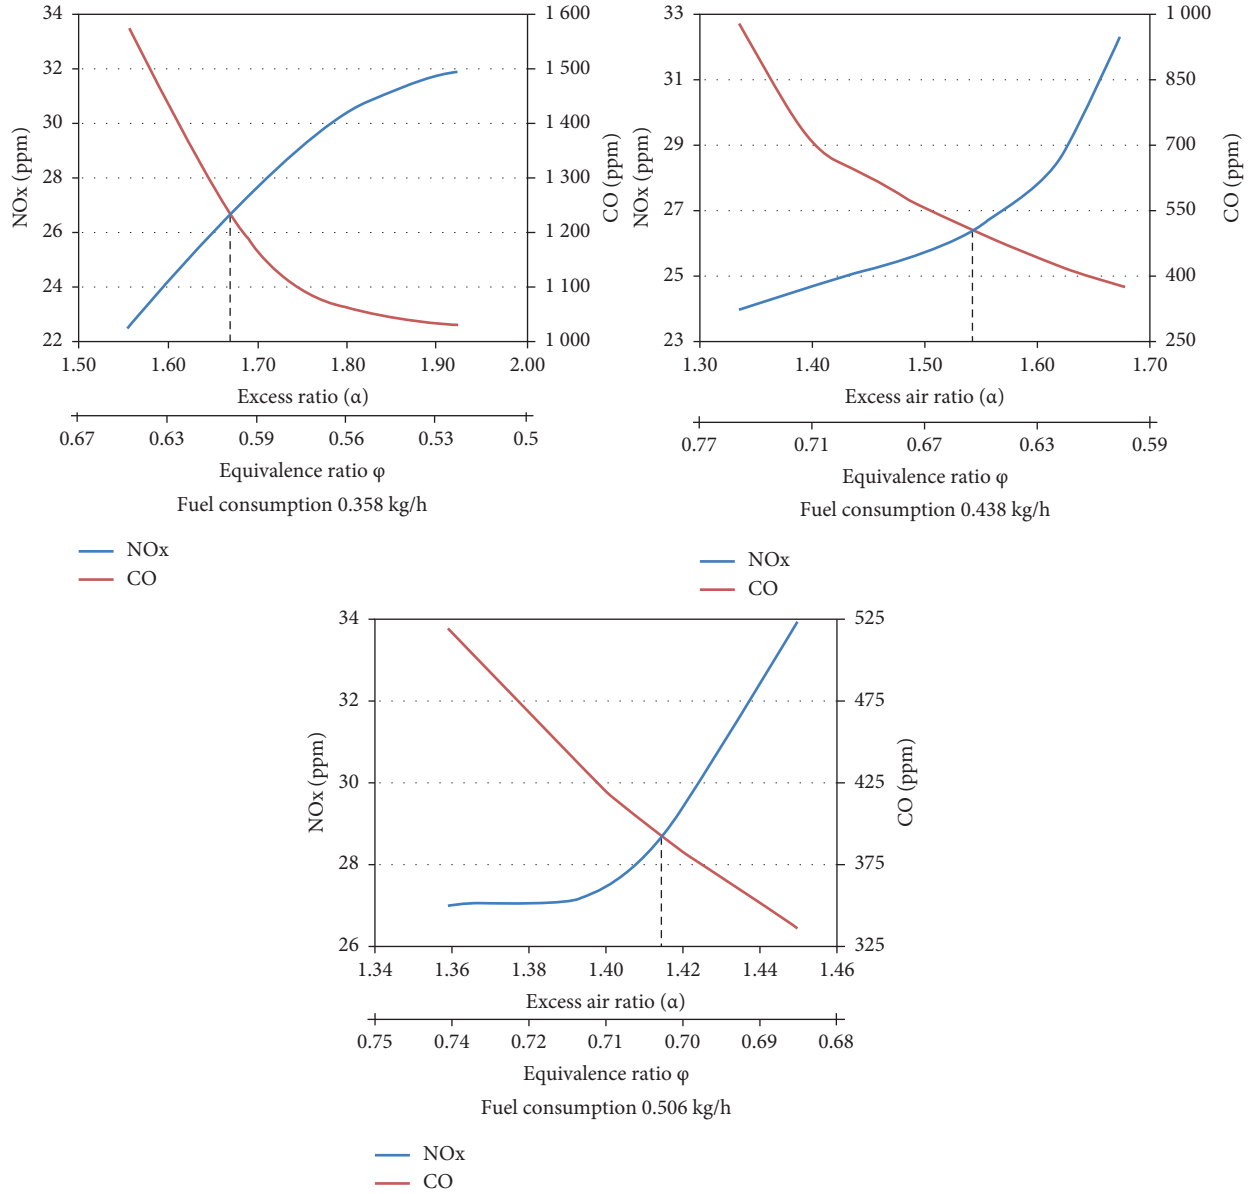 34
32
30
28
26
24
22
NOx (ppm)
1 600
1 500
1 400
1 300
1 200
1 100
1 000
CO (ppm)
1.50 1.60 1.70 1.80 1.90 2.00
Excess ratio (α)
0.67 0.63 0.59 0.56 0.53 0.5
Equivalence ratio φ
Fuel consumption 0.358 kg/h
NOx
CO
33
31
29
27
25
23
NOx (ppm)
1 000
850
700
550
400
250
CO (ppm)
1.30 1.40 1.50 1.60 1.70
Excess air ratio (α)
0.77 0.71 0.67 0.63 0.59
Equivalence ratio φ
Fuel consumption 0.438 kg/h
NOx
CO
34
32
30
28
26
NOx (ppm)
525
475
425
375
325
CO (ppm)
1.34 1.36 1.38 1.40 1.42 1.44 1.46
Excess air ratio (α)
0.75 0.74 0.72 0.71 0.70 0.69 0.68
Equivalence ratio φ
Fuel consumption 0.506 kg/h
NOx
CO